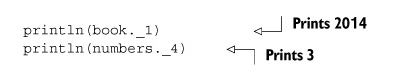 println(book._1) Prints 2014
println(numbers._4) Prints 3